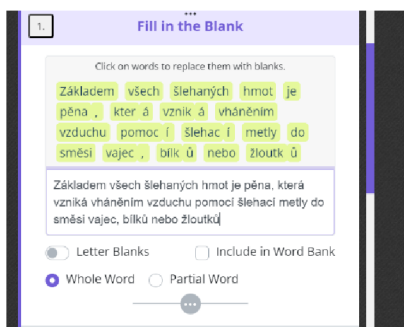 1.
Fill in the Blank
Click on words to replace them with blanks.
Základem všech šlehaných hmot je
pěna , kter á vznik á vháněním
vzduchu pomoc í šlehac í metly do
směsi vajec , bílk ů nebo žloutk ů
Základem všech šlehaných hmot je pěna, která
vzniká vháněním vzduchu pomocí šlehací metly do
směsi vajec, bílků nebo žloutků
Letter Blanks Include in Word Bank
Whole Word Partial Word